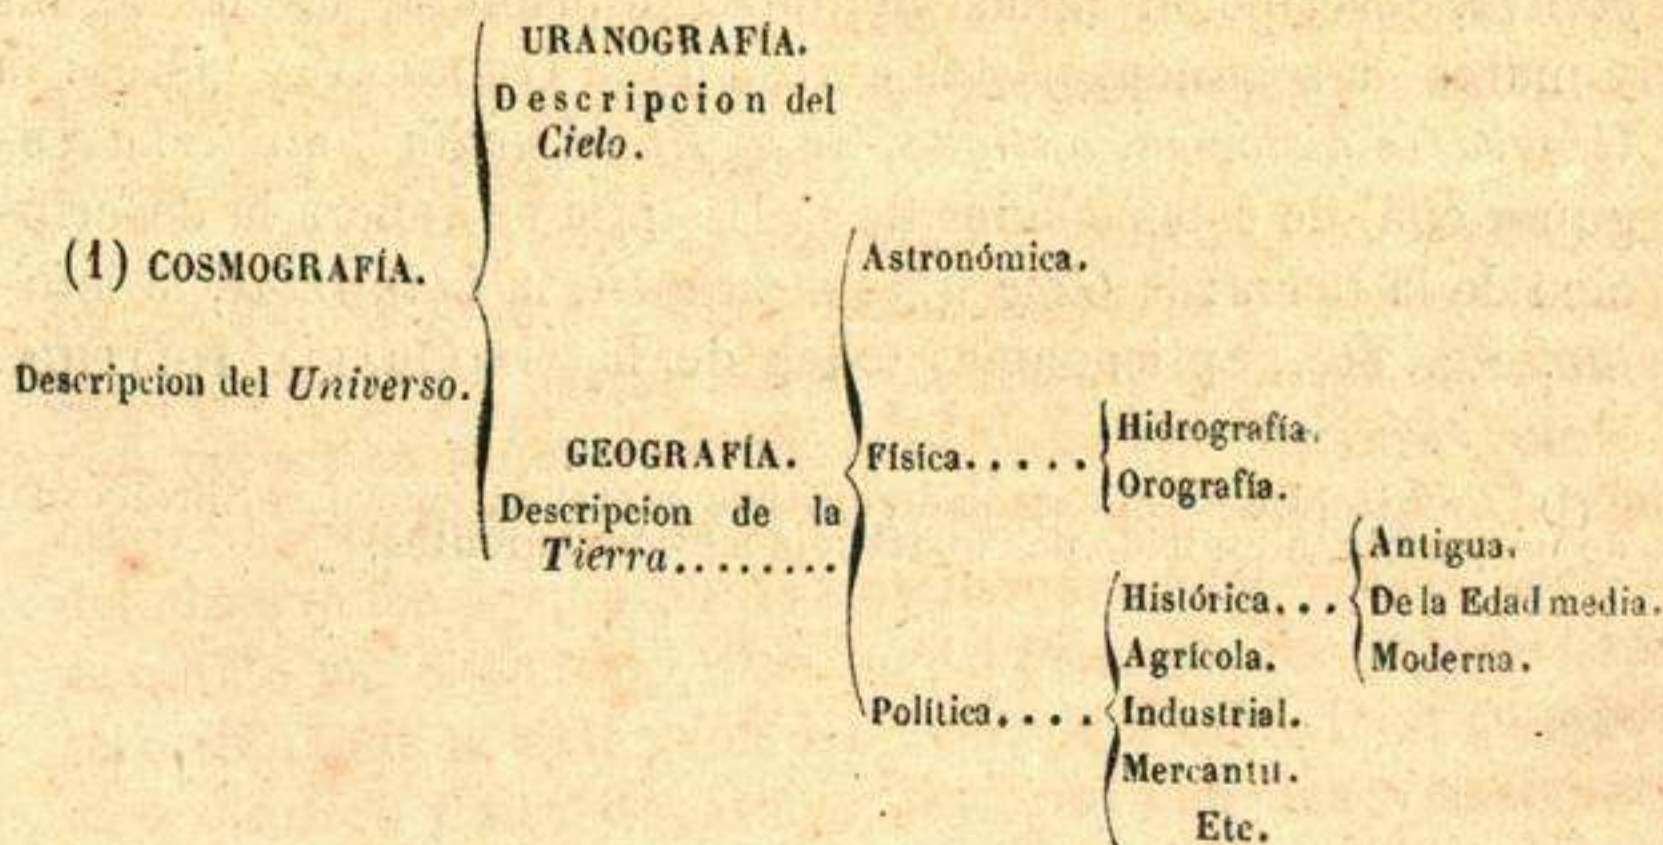 URANOGRAFÍA.
Descripcion del
Cielo.
(1) COSMOGRAFÍA.
Descripcion del Universo.
GEOGRAFÍA.
Descripcion de la
Tierra........
Astronómica.
Física.....
Hidrografía.
Orografía.
Política....
Histórica...
Antigua.
De la Edad media.
Moderna.
Agrícola.
Industrial.
Mercantil.
Etc.